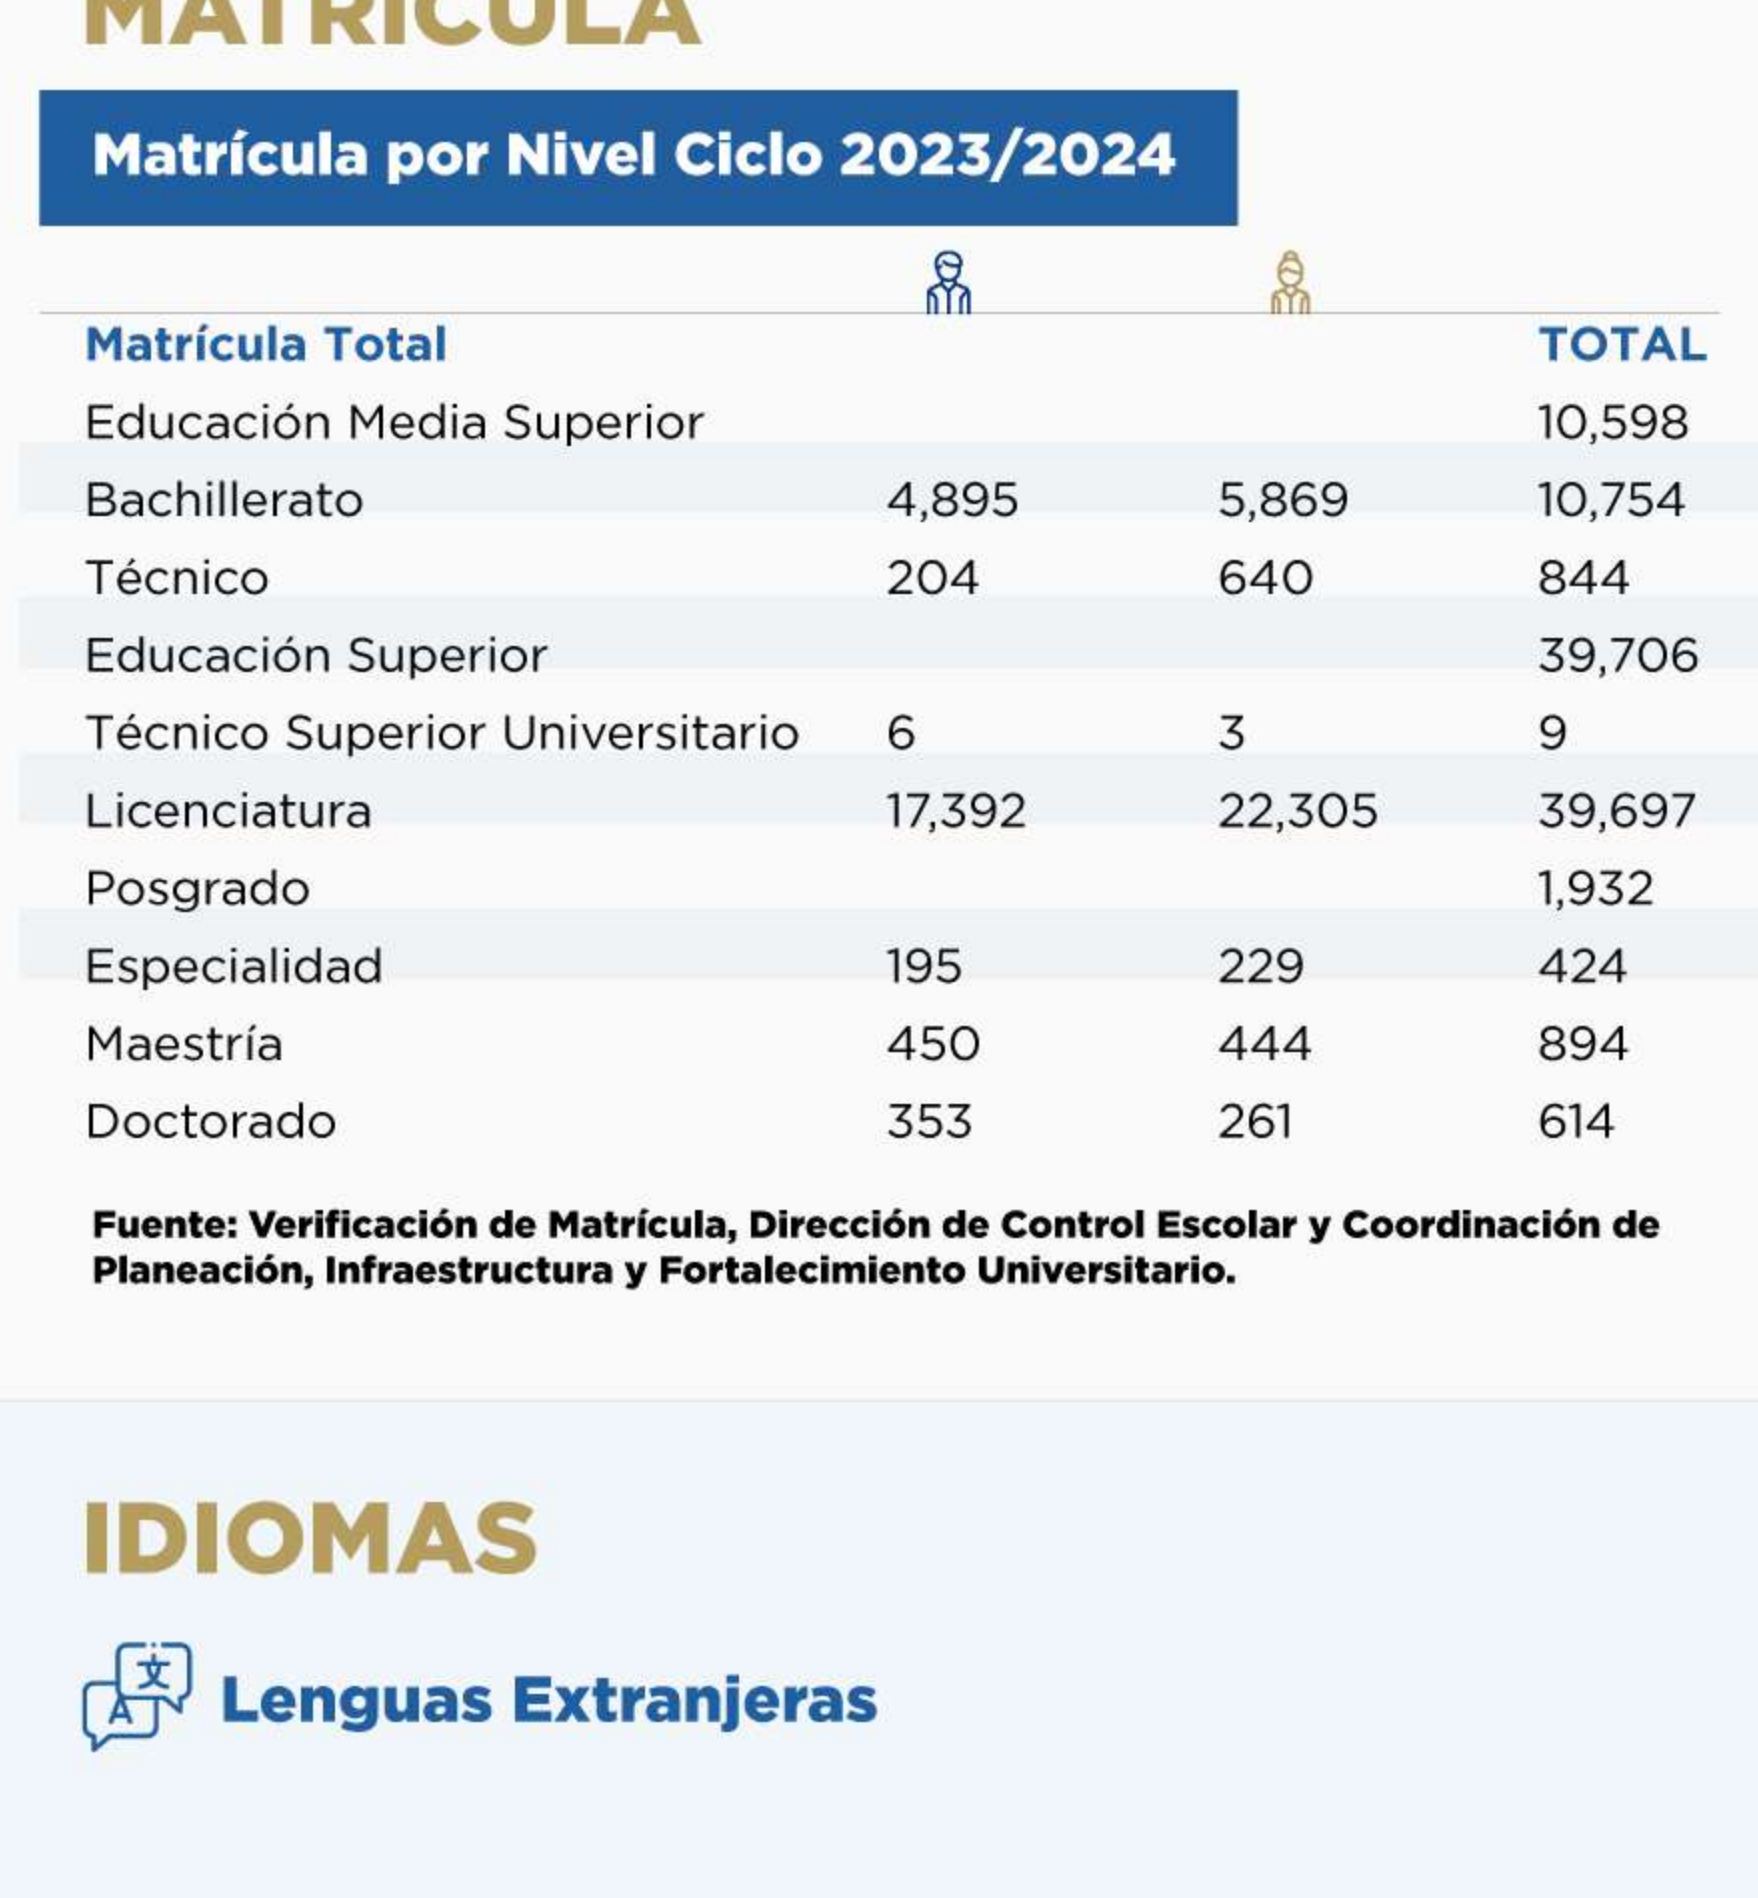 MATRÍCULA
Matrícula por Nivel Ciclo 2023/2024
Matrícula Total TOTAL
Educación Media Superior 10,598
Bachillerato 4,895 5,869 10,754
Técnico 204 640 844
Educación Superior 39,706
Técnico Superior Universitario 6 3 9
Licenciatura 17,392 22,305 39,697
Posgrado 1,932
Especialidad 195 229 424
Maestría 450 444 894
Doctorado 353 261 614
Fuente: Verificación de Matrícula, Dirección de Control Escolar y Coordinación de
Planeación, Infraestructura y Fortalecimiento Universitario.
IDIOMAS
文
A
Lenguas Extranjeras